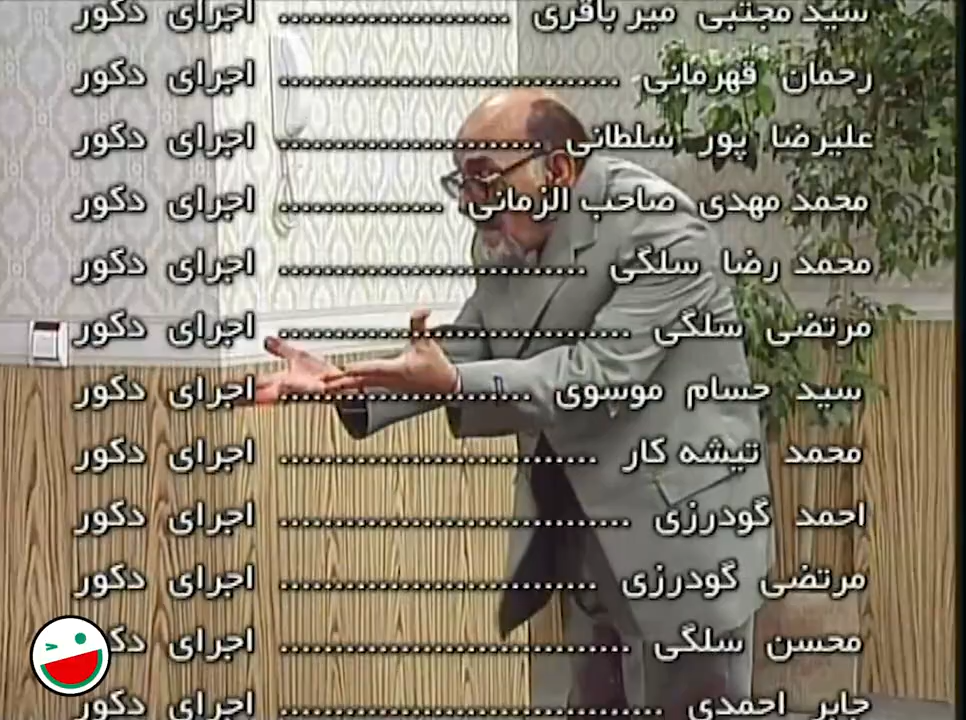 سید مجتبی میر باقری ........................ اجرای دکور
رحمان قهرمانی ................................... اجرای دکور
علیرضا پور سلطانی ........................... اجرای دکور
محمد مهدی صاحب الزمانی ................. اجرای دکور
محمد رضا سلگی ................................ اجرای دکور
مرتضی سلگی .................................... اجرای دکور
سید حسام موسوی .......................... اجرای دکور
محمد تیشه کار ................................. اجرای دکور
احمد گودرزی .................................... اجرای دکور
مرتضی گودرزی ................................. اجرای دکور
محسن سلگی .................................... اجرای دکور
جابر احمدی ....................................... اجرای دکور